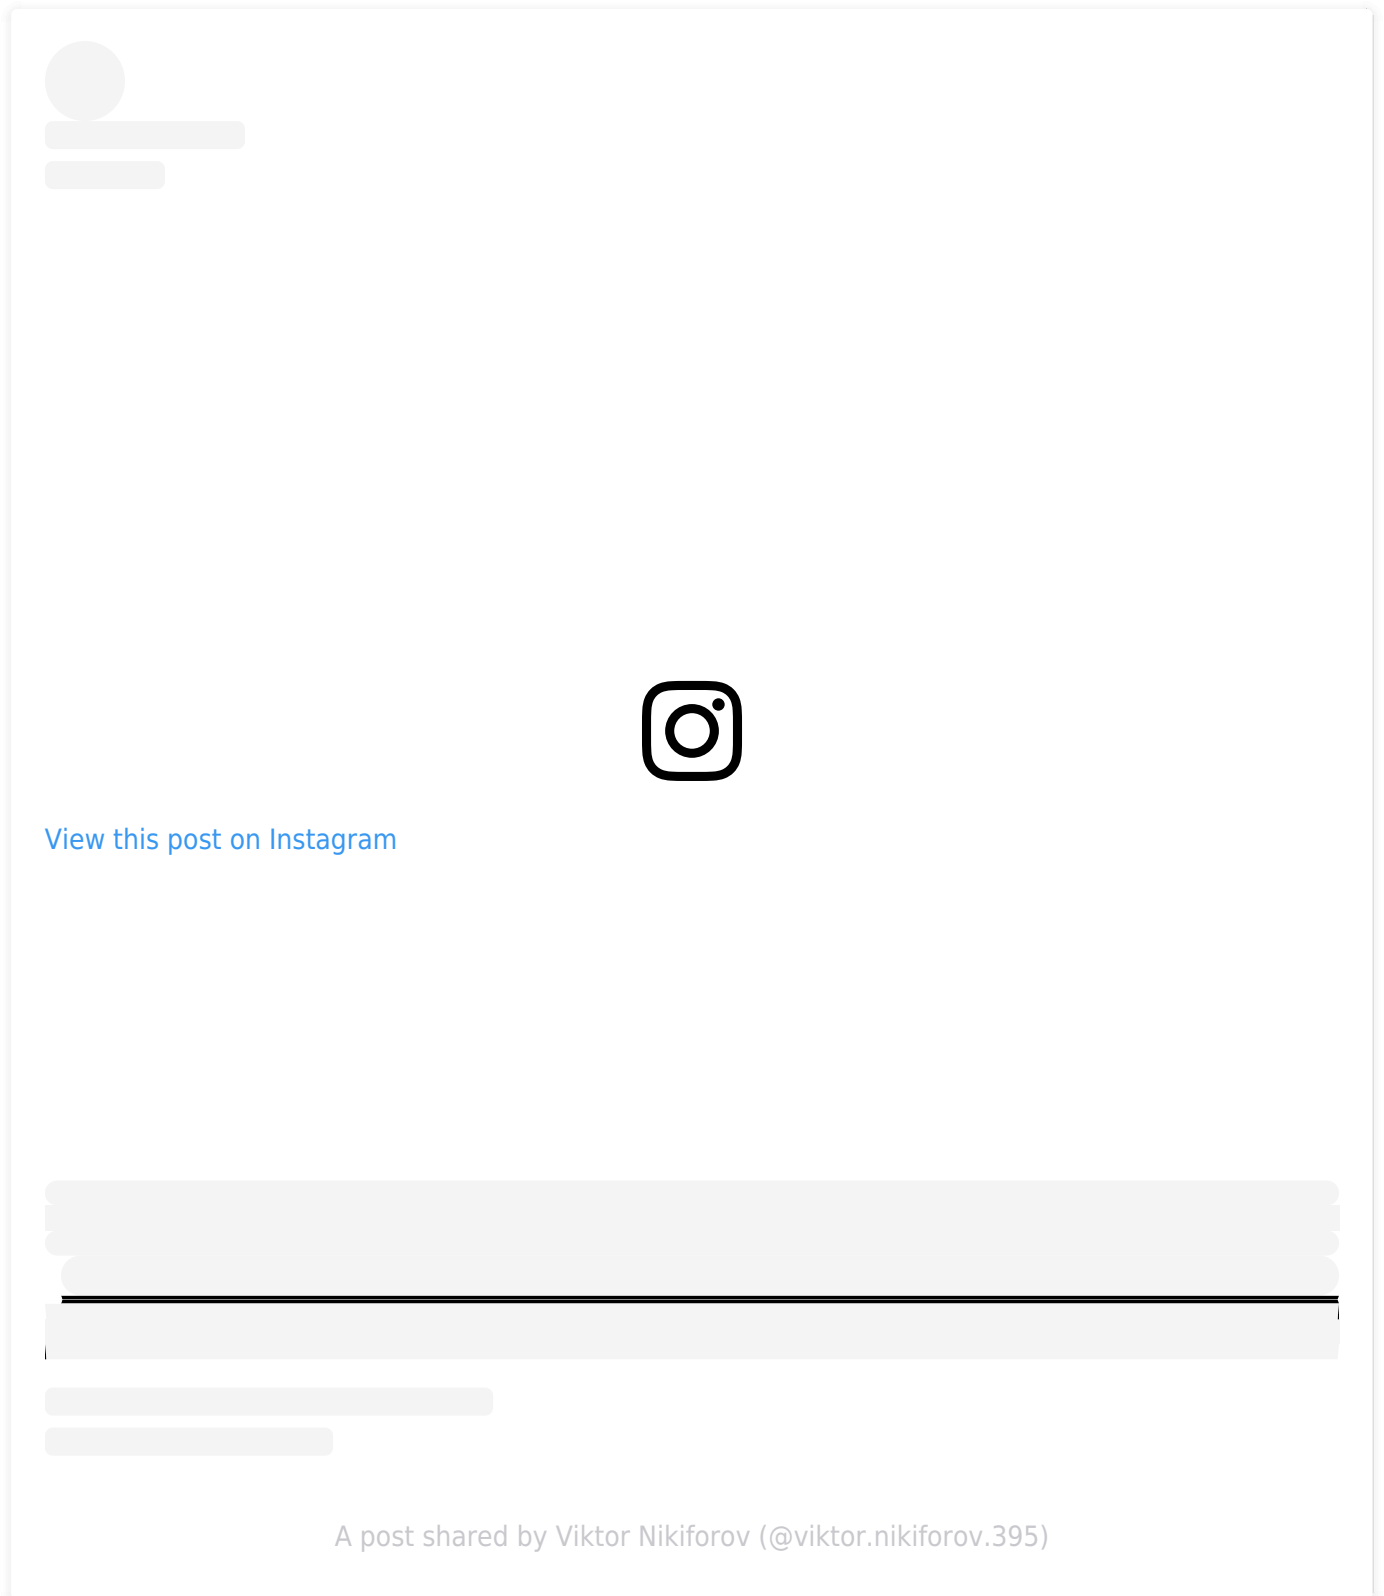 View this post on Instagram
A post shared by Viktor Nikiforov (@viktor.nikiforov.395)